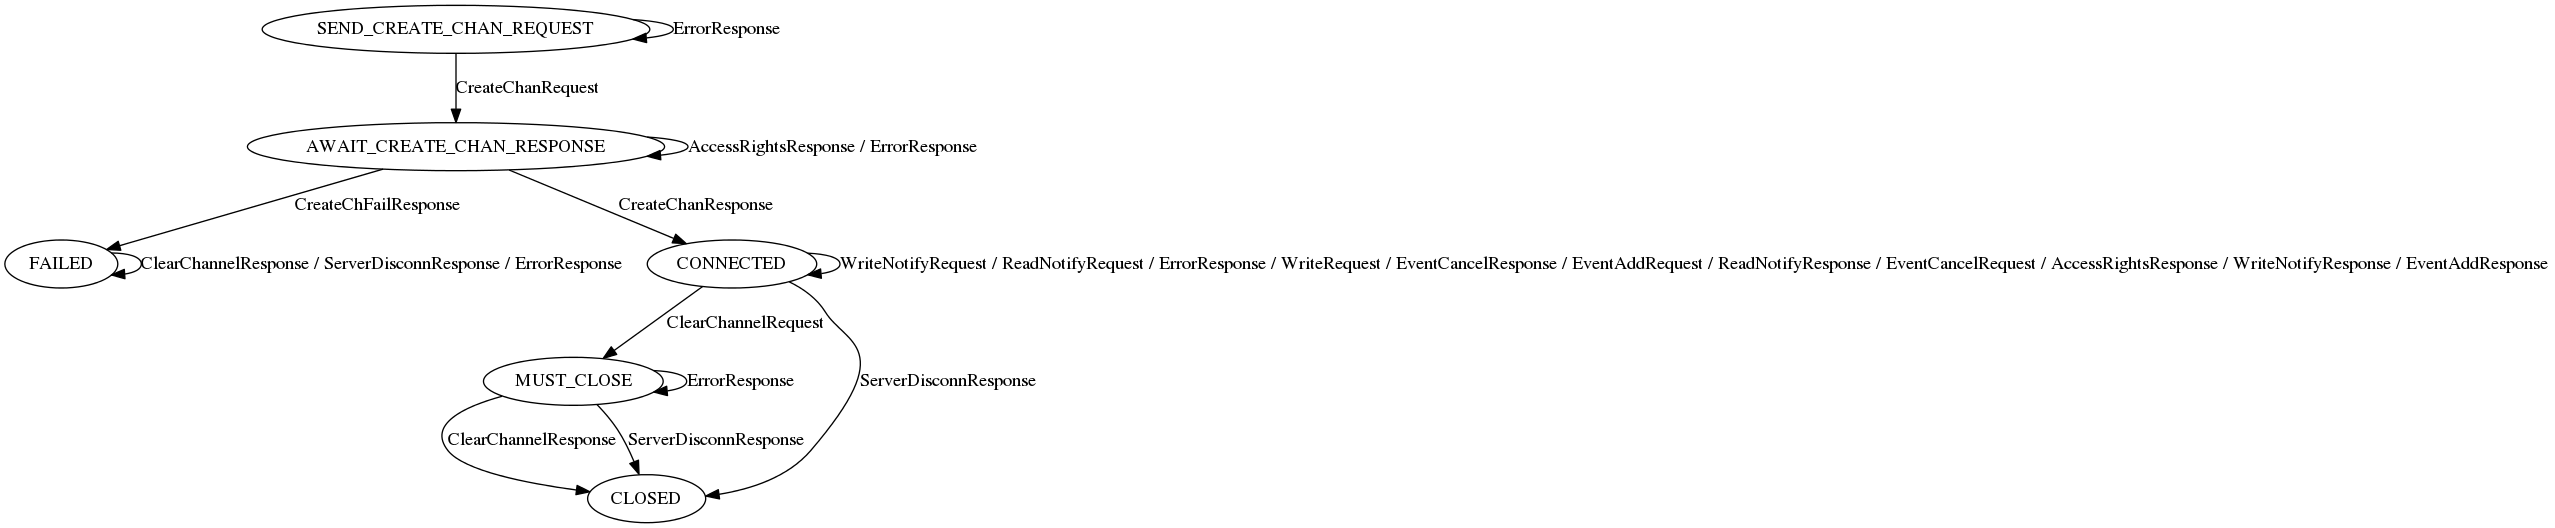 SEND_CREATE_CHAN_REQUEST
ErrorResponse
CreateChanRequest
AWAIT_CREATE_CHAN_RESPONSE
AccessRightsResponse / ErrorResponse
CreateChFailResponse
CreateChanResponse
FAILED
ClearChannelResponse / ServerDisconnResponse / ErrorResponse
CONNECTED
WriteNotifyRequest / ReadNotifyRequest / ErrorResponse / WriteRequest / EventCancelResponse / EventAddRequest / ReadNotifyResponse / EventCancelRequest / AccessRightsResponse / WriteNotifyResponse / EventAddResponse
ClearChannelRequest
MUST_CLOSE
ErrorResponse
ServerDisconnResponse
ClearChannelResponse
ServerDisconnResponse
CLOSED